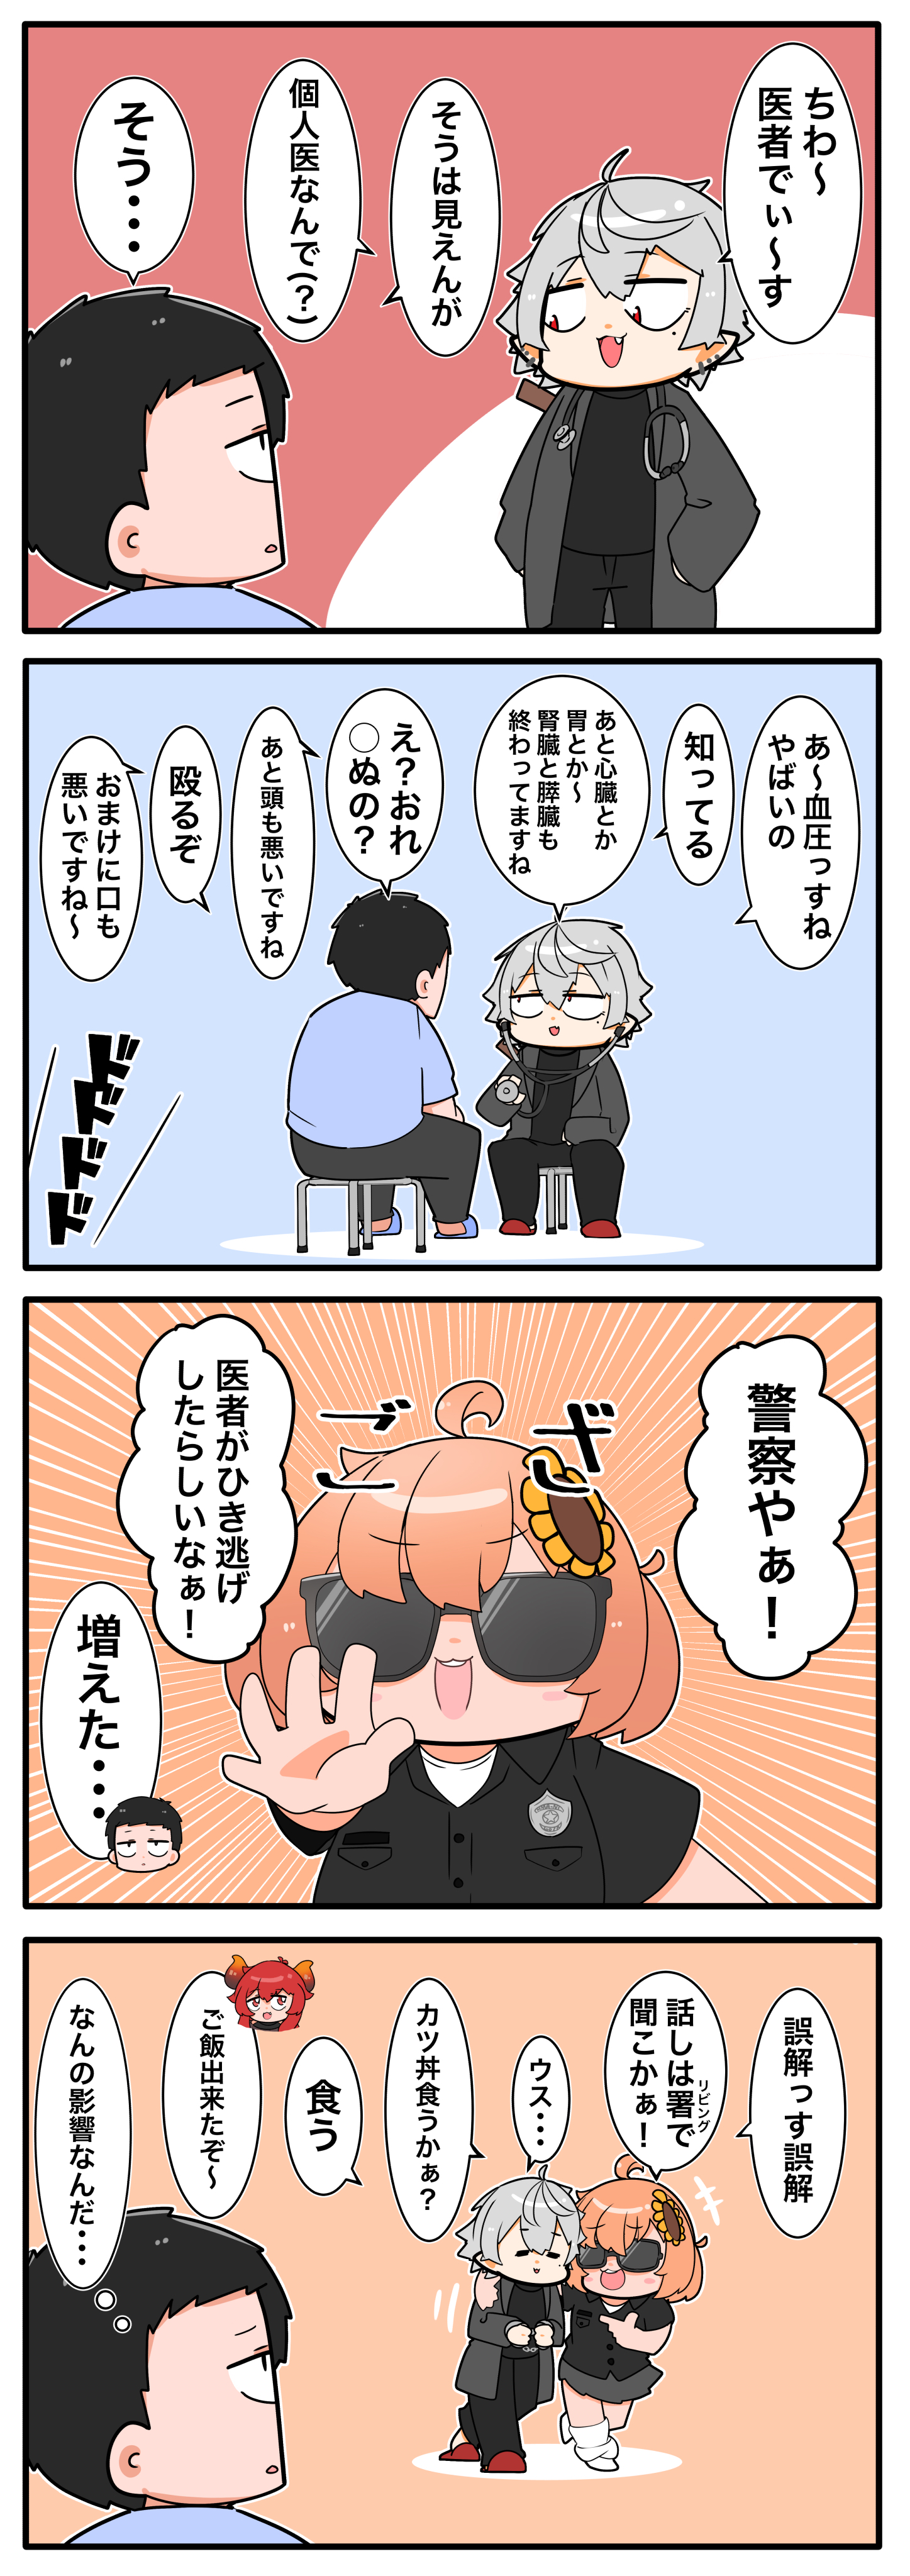 ちわ～
医者でぃ～す
そうは見えんが
個人医なんで(？)
そう・・・
あ～血圧っすね
やばいの
知ってる
あと心臓とか
胃とか～
腎臓と膵臓も
終わってますね
え？おれ
○ぬの？
あと頭も悪いですね
殴るぞ
おまけに口も
悪いですね～
ドドドド
警察やぁ！
ザッ
医者がひき逃げ
したらしいなぁ！
増えた・・・
誤解っす誤解
話しは署で
リビング
聞こかぁ！
ウス・・・
カツ丼食うかぁ？
食う
ご飯出来たぞ～
なんの影響なんだ・・・